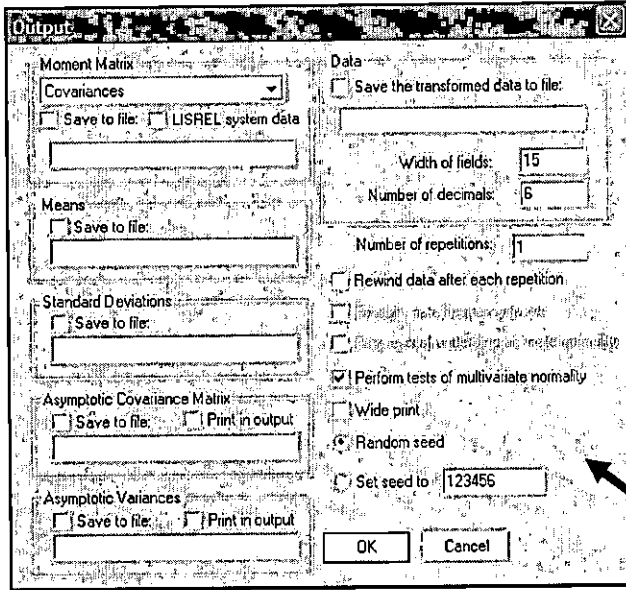 Output
Moment Matrix
Covariances
Save to file: LISREL system data
Means
Save to file:
Standard Deviations
Save to file:
Asymptotic Covariance Matrix
Save to file: Print in output
Asymptotic Variances
Save to file: Print in output
Data
Save the transformed data to file:
Width of fields: 15
Number of decimals: 6
Number of repetitions: 1
Rewind data after each repetition
Perform tests of multivariate normality
Wide print
Random seed
Set seed to 123456
OK Cancel